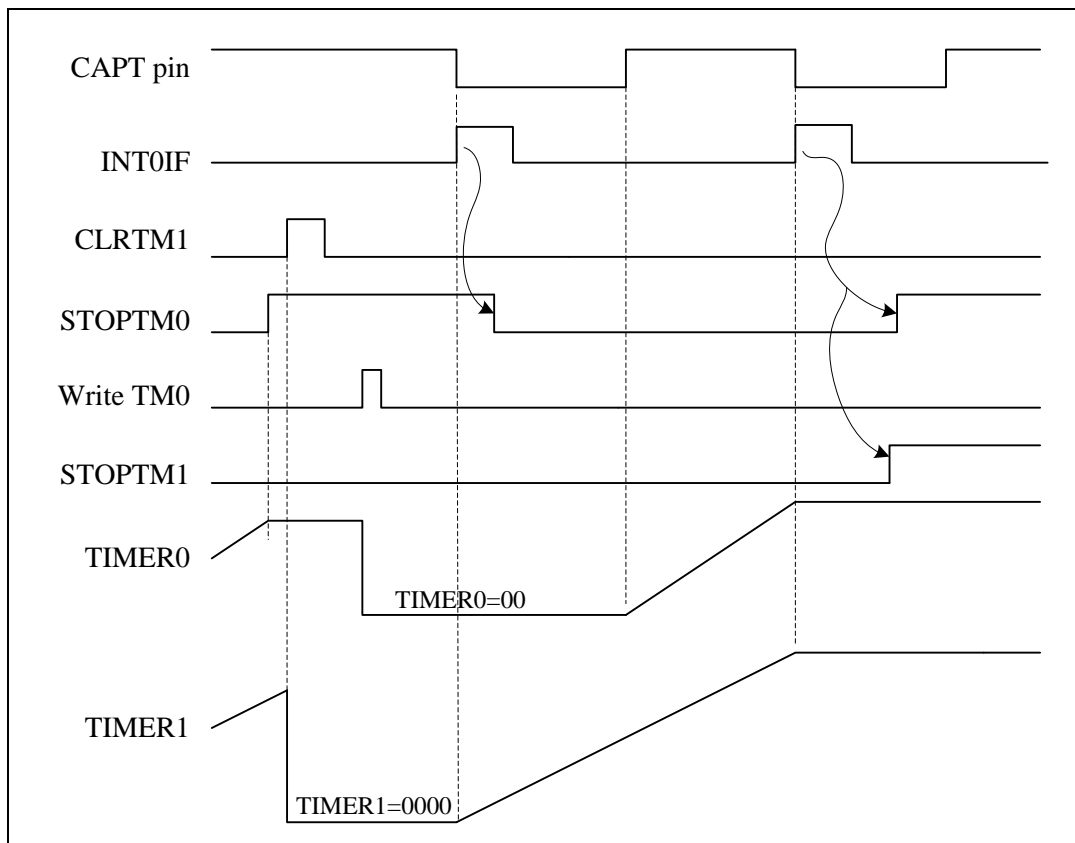 CAPT pin
INT0IF
CLRTM1
STOPTM0
Write TM0
STOPTM1
TIMER0
TIMER0=00
TIMER1
TIMER1=0000